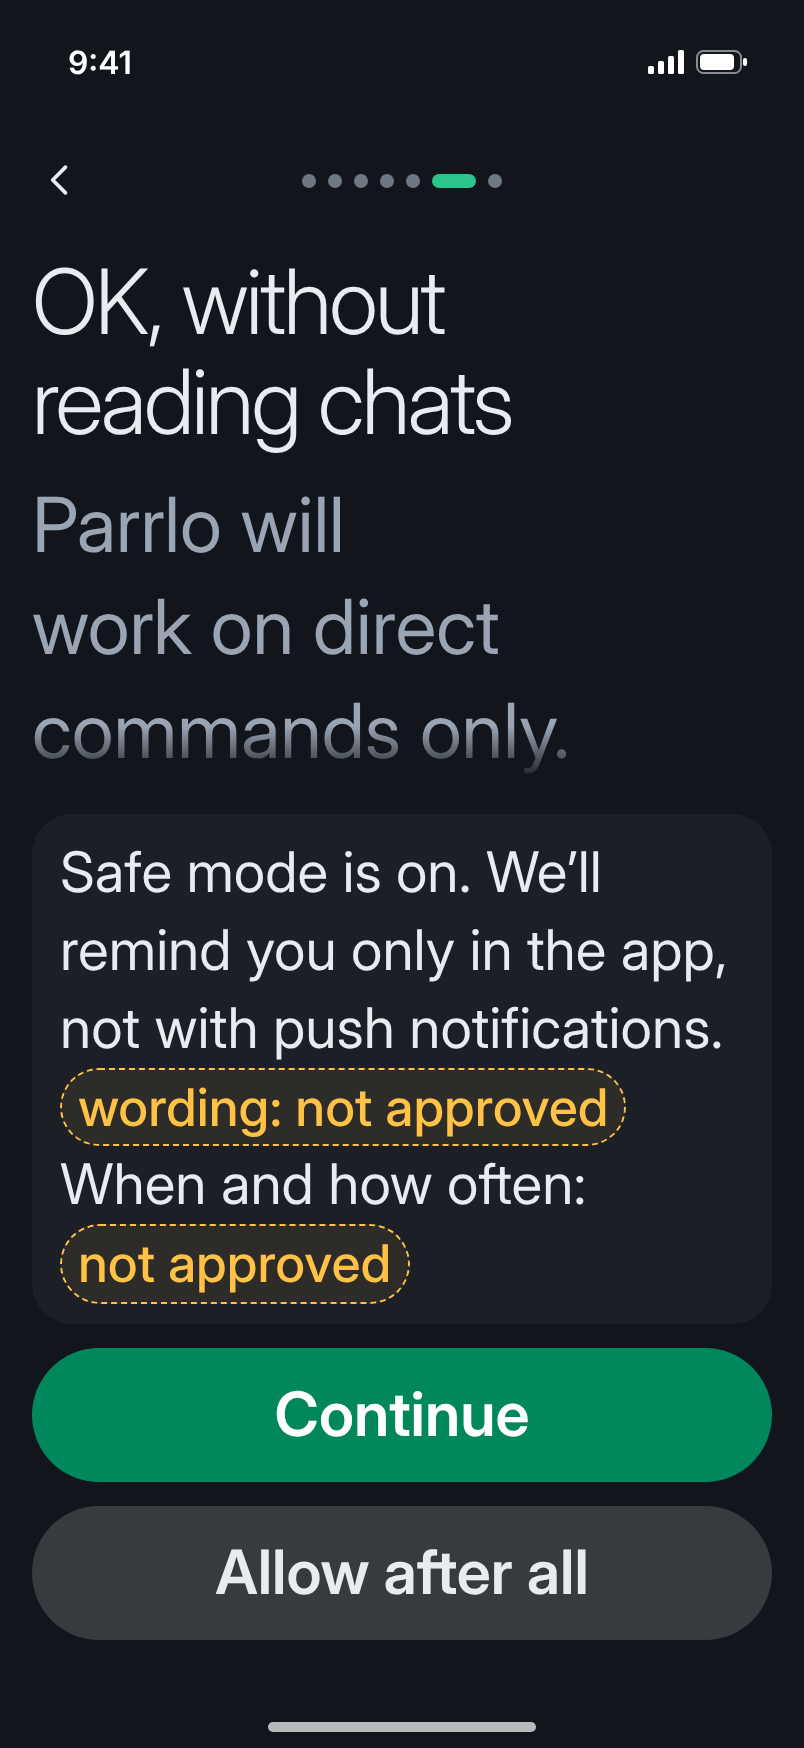 9:41
OK, without
reading chats
Parrlo will
work on direct
commands only.
Safe mode is on. We’ll
remind you only in the app,
not with push notifications.
wording: not approved
When and how often:
not approved
Continue
Allow after all